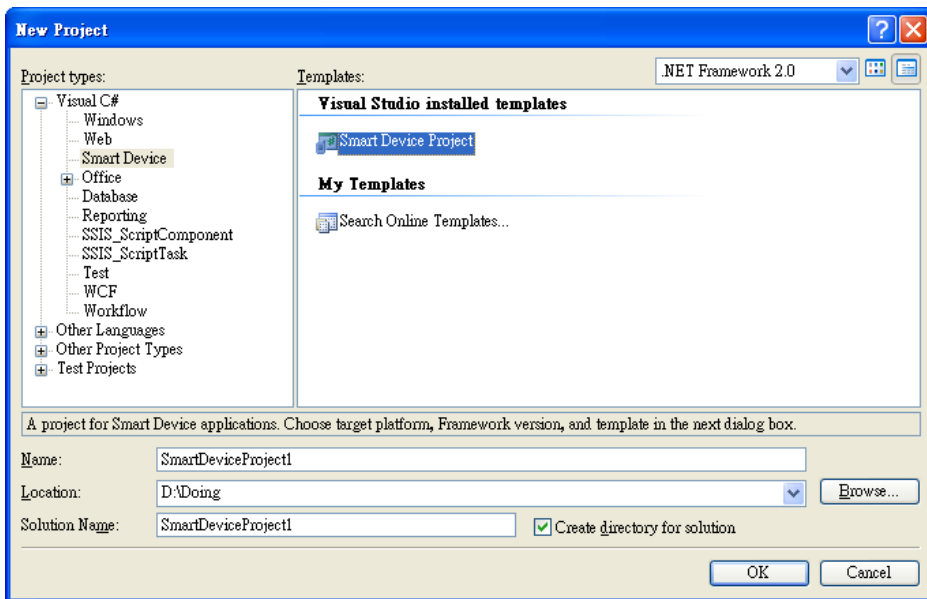 New Project
Project types:
Templates:
.NET Framework 2.0
Visual C#
Windows
Web
Smart Device
Office
Database
Reporting
SSIS_ScriptComponent
SSIS_ScriptTask
Test
WCF
Workflow
Other Languages
Other Project Types
Test Projects
Visual Studio installed templates
Smart Device Project
My Templates
Search Online Templates...
A project for Smart Device applications. Choose target platform, Framework version, and template in the next dialog box.
Name:
SmartDeviceProject1
Location:
D:\Doing
Browse...
Solution Name:
SmartDeviceProject1
Create directory for solution
OK
Cancel